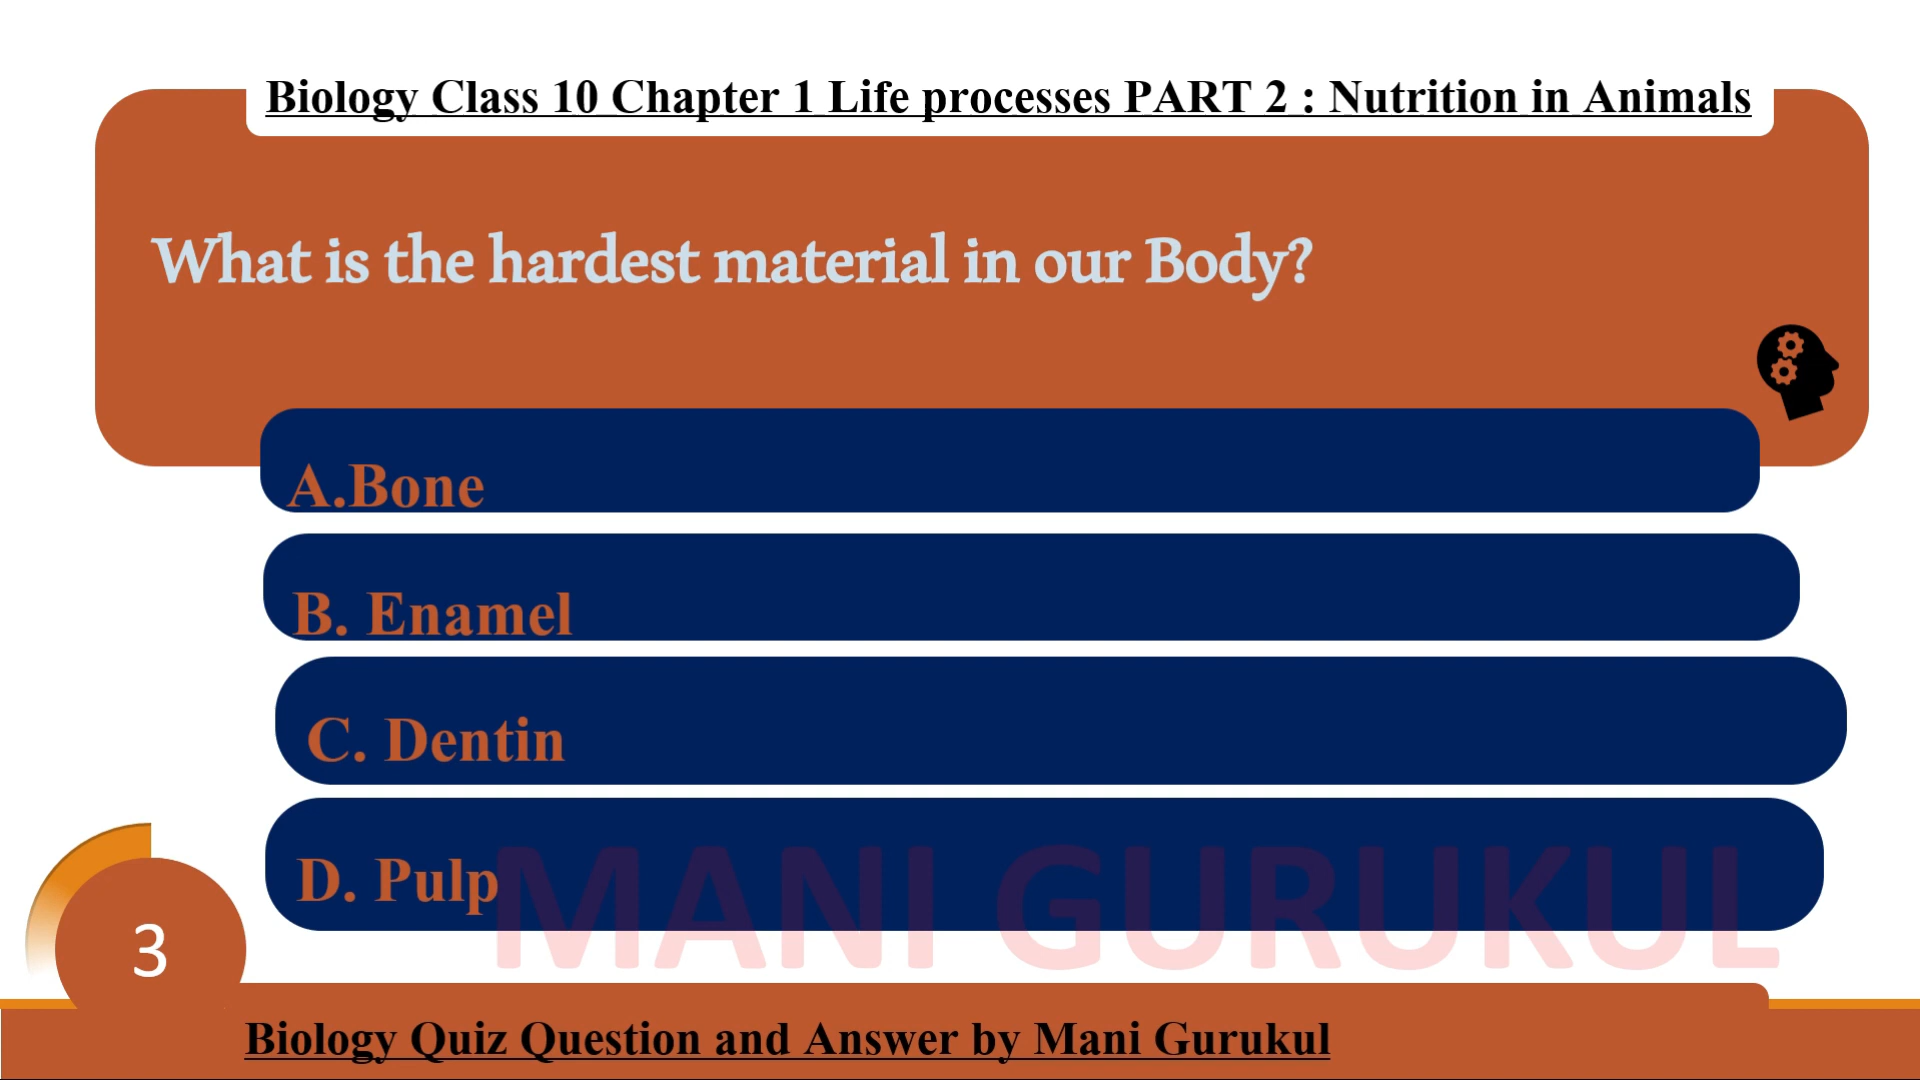 Biology Class 10 Chapter 1 Life processes PART 2 : Nutrition in Animals
What is the hardest material in our Body?
A.Bone
B. Enamel
C. Dentin
D. Pulp
MANI GURUKUL
3
Biology Quiz Question and Answer by Mani Gurukul